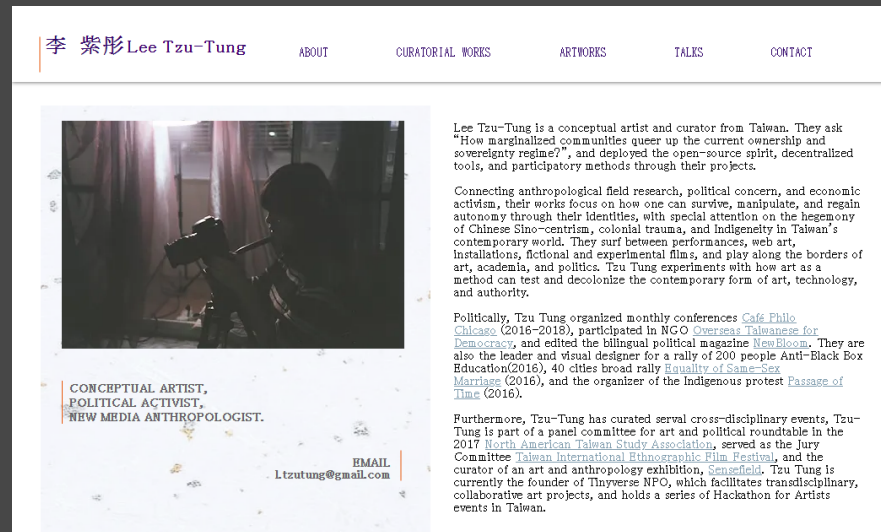 李 紫彤Lee Tzu-Tung
ABOUT
CURATORIAL WORKS
ARTWORKS
TALKS
CONTACT
CONCEPTUAL ARTIST,
POLITICAL ACTIVIST,
NEW MEDIA ANTHROPOLOGIST.
EMAIL
Ltzutung@gmail.com
Lee Tzu-Tung is a conceptual artist and curator from Taiwan. They ask
“How marginalized communities queer up the current ownership and
sovereignty regime?”, and deployed the open-source spirit, decentralized
tools, and participatory methods through their projects.
Connecting anthropological field research, political concern, and economic
activism, their works focus on how one can survive, manipulate, and regain
autonomy through their identities, with special attention on the hegemony
of Chinese Sino-centrism, colonial trauma, and Indigeneity in Taiwan's
contemporary world. They surf between performances, web art,
installations, fictional and experimental films, and play along the borders of
art, academia, and politics. Tzu Tung experiments with how art as a
method can test and decolonize the contemporary form of art, technology,
and authority.
Politically, Tzu Tung organized monthly conferences Café Philo
Chicago (2016-2018), participated in NGO Overseas Taiwanese for
Democracy, and edited the bilingual political magazine NewBloom. They are
also the leader and visual designer for a rally of 200 people Anti-Black Box
Education(2016), 40 cities broad rally Equality of Same-Sex
Marriage (2016), and the organizer of the Indigenous protest Passage of
Time (2016).
Furthermore, Tzu-Tung has curated serval cross-disciplinary events, Tzu-
Tung is part of a panel committee for art and political roundtable in the
2017 North American Taiwan Study Association, served as the Jury
Committee Taiwan International Ethnographic Film Festival, and the
curator of an art and anthropology exhibition, Sensefield. Tzu Tung is
currently the founder of Tinyverse NPO, which facilitates transdisciplinary,
collaborative art projects, and holds a series of Hackathon for Artists
events in Taiwan.